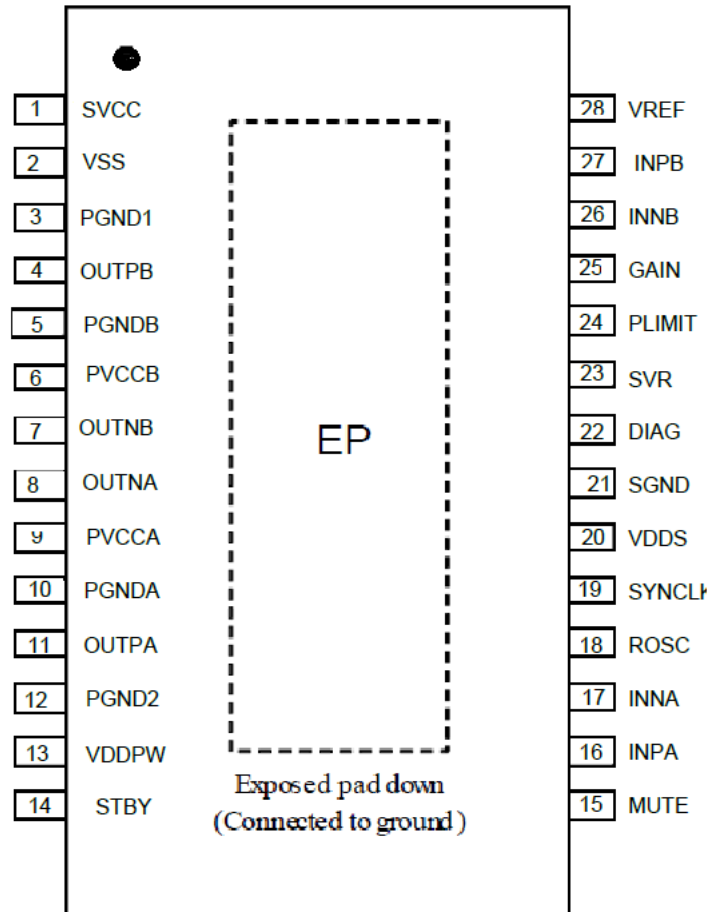 1 SVCC
2 VSS
3 PGND1
4 OUTPB
5 PGNDB
6 PVCCB
7 OUTNB
8 OUTNA
9 PVCCA
10 PGNDA
11 OUTPA
12 PGND2
13 VDDPW
14 STBY
EP
Exposed pad down
(Connected to ground)
28 VREF
27 INPB
26 INNB
25 GAIN
24 PLIMIT
23 SVR
22 DIAG
21 SGND
20 VDDS
19 SYNCLK
18 ROSC
17 INNA
16 INPA
15 MUTE